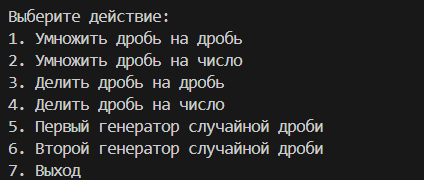 Выберите действие:
1. Умножить дробь на дробь
2. Умножить дробь на число
3. Делить дробь на дробь
4. Делить дробь на число
5. Первый генератор случайной дроби
6. Второй генератор случайной дроби
7. Выход